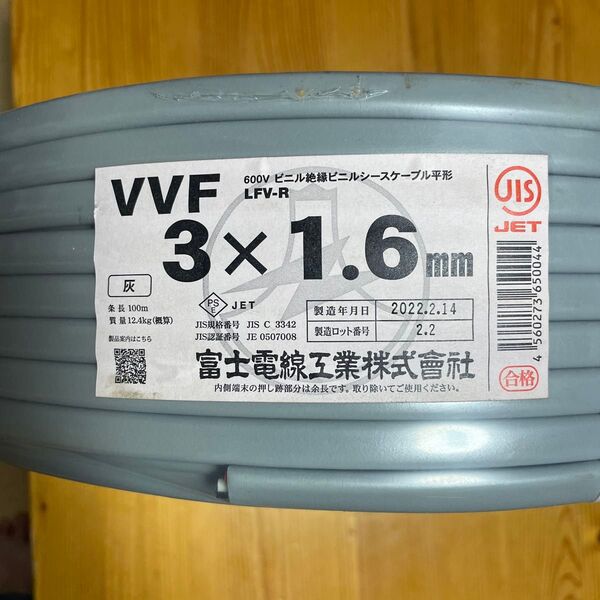 VVF
600V ビニル絶縁ビニルシースケーブル平形
LFV-R
3×1.6mm
灰
条長 100m
質量 12.4kg(概算)
製品案内はこちら
PS
E
JET
JIS規格番号 JIS C 3342
JIS認証番号 JE 0507008
製造年月日 2022.2.14
製造ロット番号 2.2
富士電線工業株式會社
内側端末の押し跡部分は余長です。取り除いてご使用ください。
JIS
JET
4 560273 650044
合格